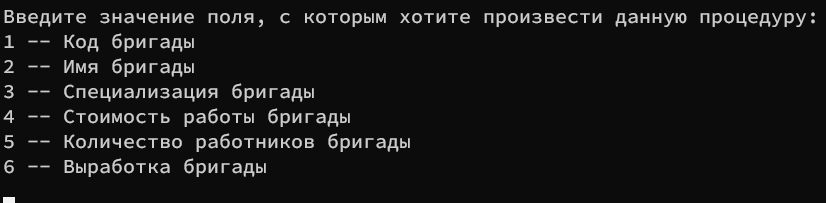 Введите значение поля, с которым хотите произвести данную процедуру:
1 -- Код бригады
2 -- Имя бригады
3 -- Специализация бригады
4 -- Стоимость работы бригады
5 -- Количество работников бригады
6 -- Выработка бригады